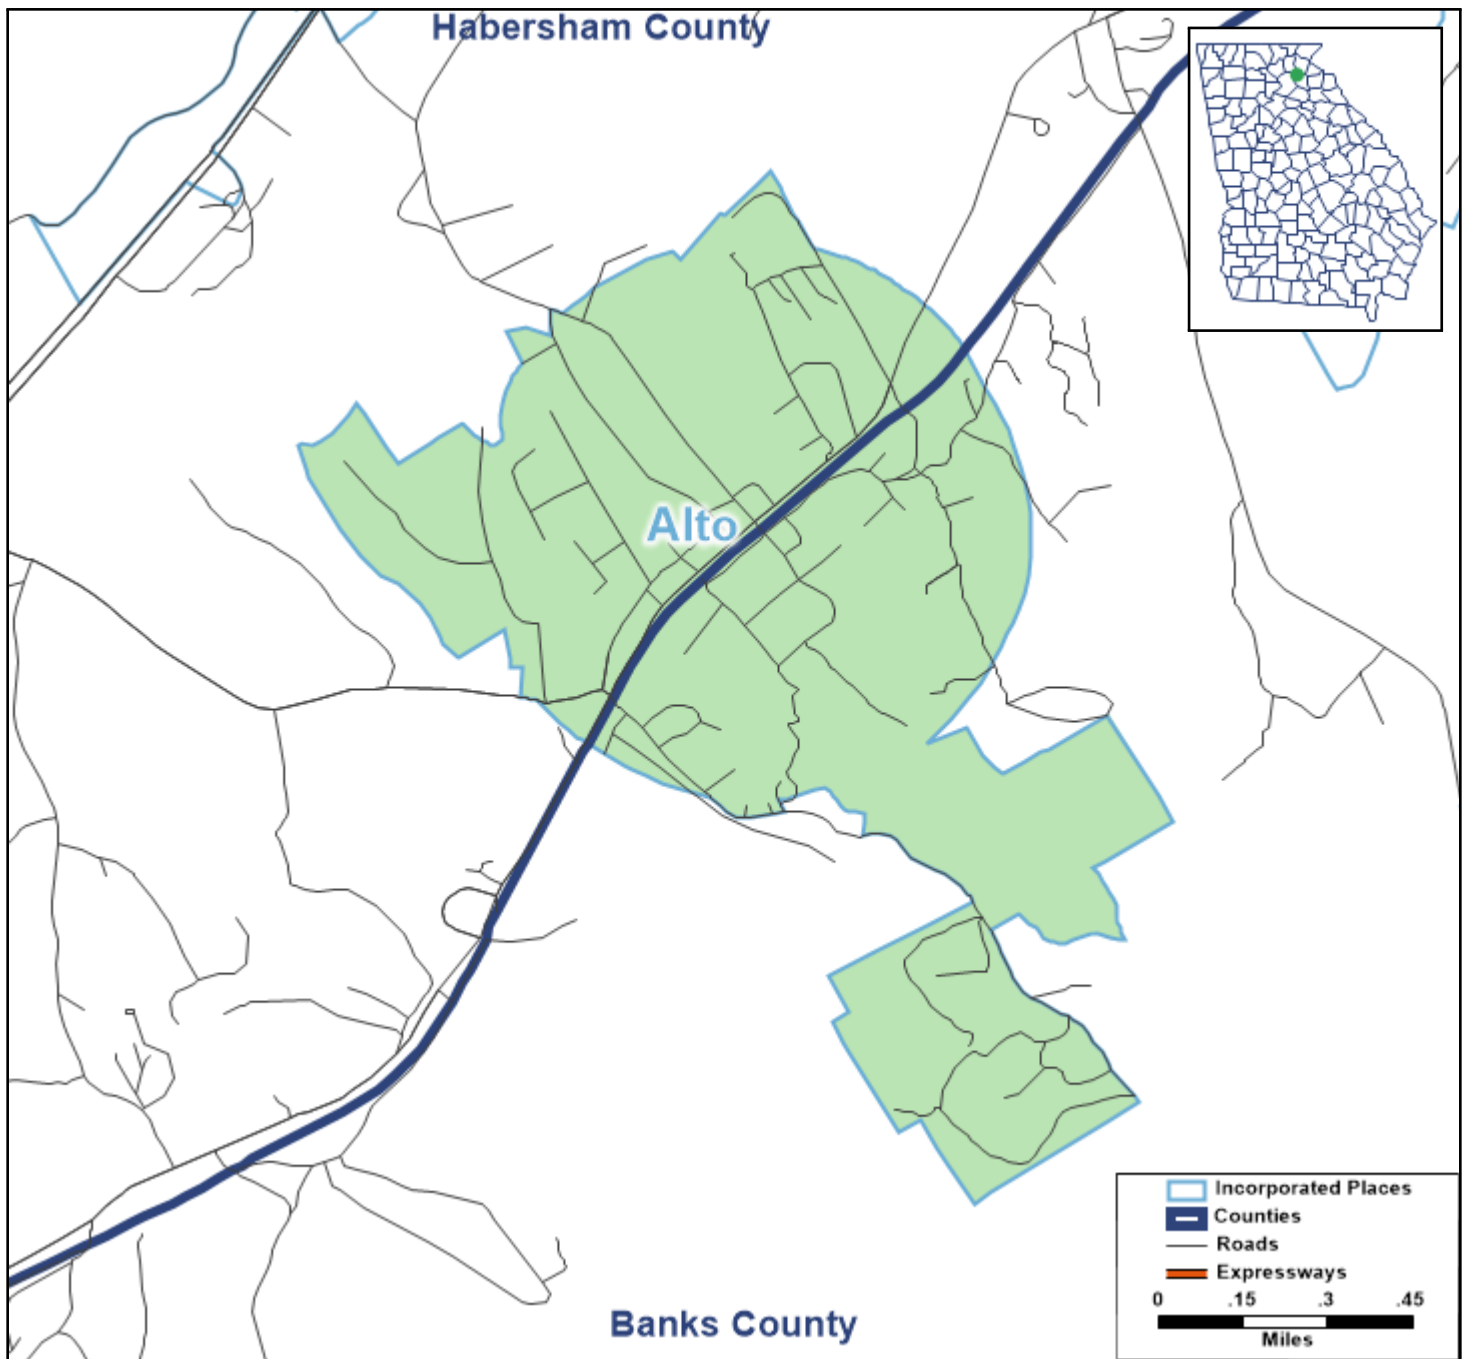 Habersham County
Alto
Incorporated Places
Counties
Roads
Expressways
0 .15 .3 .45
Miles
Banks County